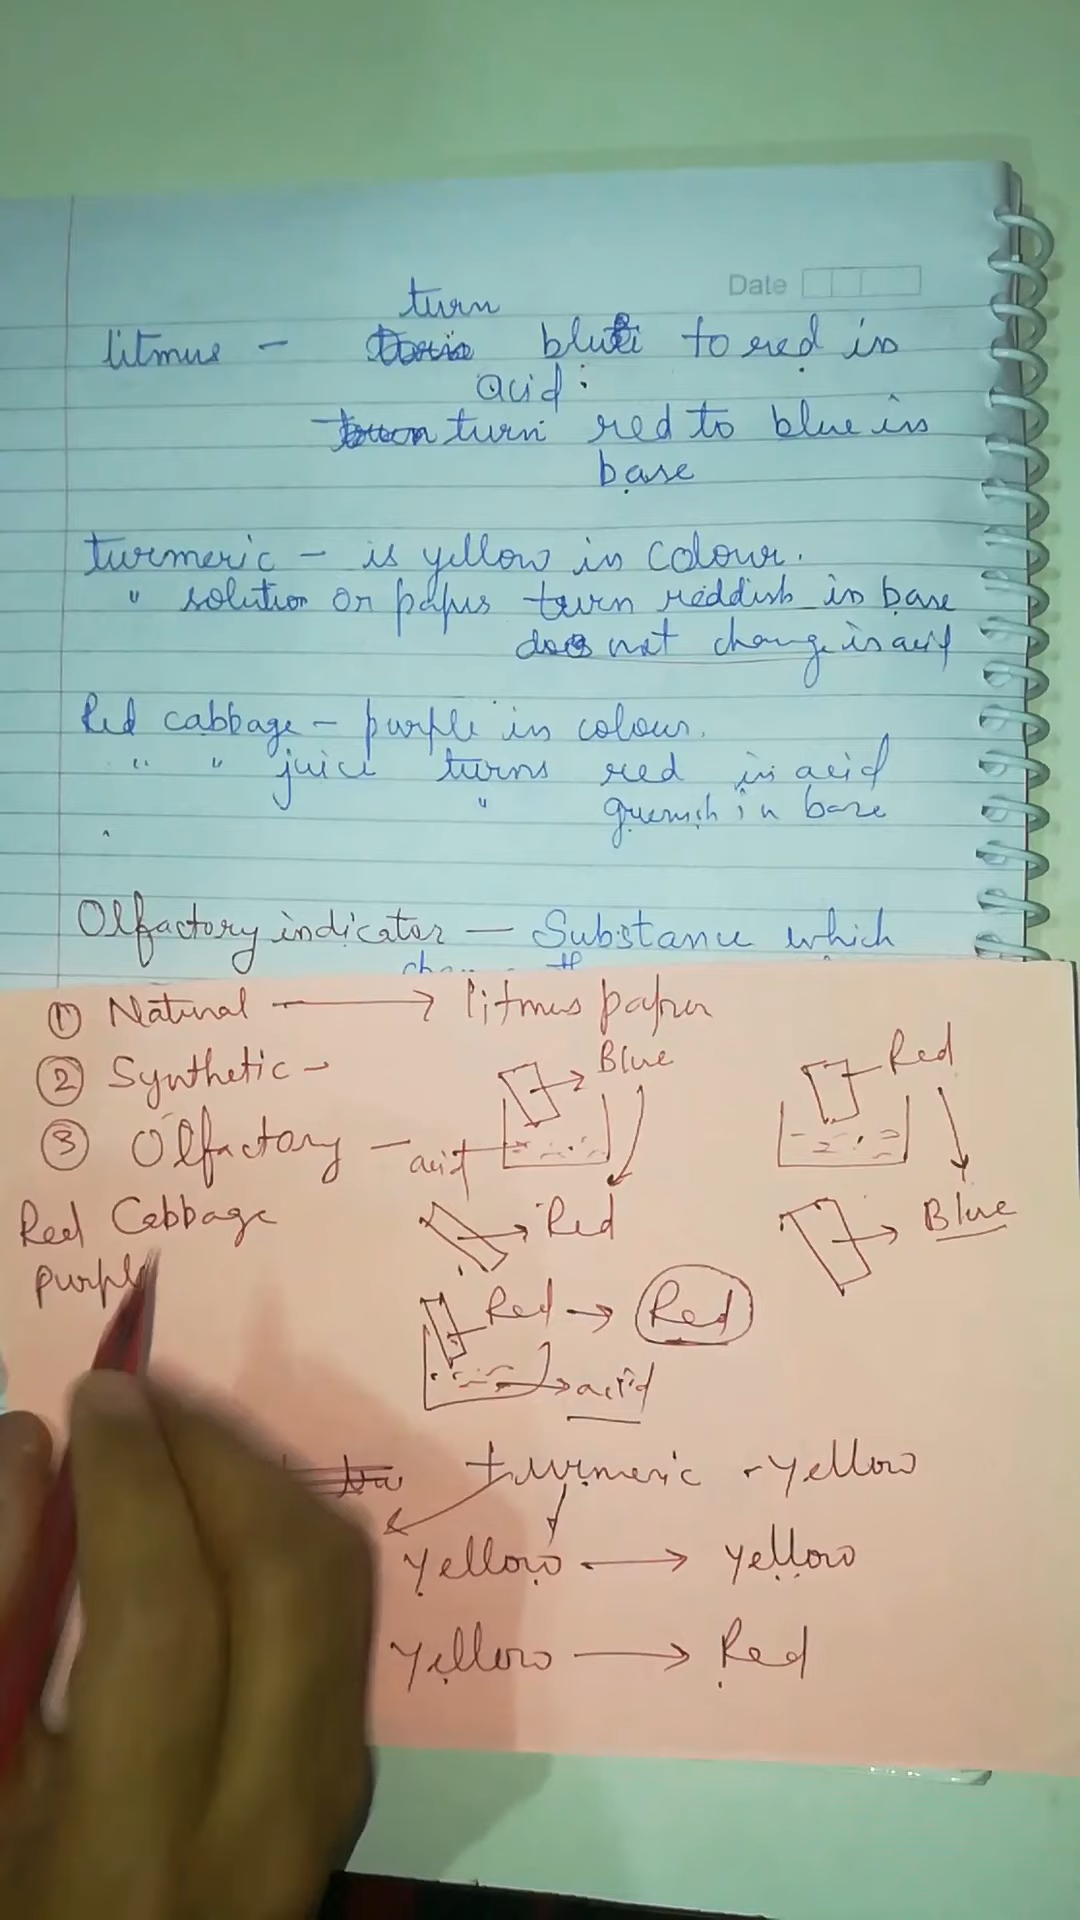 Date
turn
litmus - blue to red in
acid.
turn red to blue in
base
turmeric - is yellow in colour.
" solution or paper turn reddish in base
does not change in acid
Red cabbage - purple in colour.
" " juice turns red in acid
" greenish in base
Olfactory indicator - Substance which
① Natural → litmus paper
② Synthetic -
③ Olfactory -
Blue
acid
Red
Red
Blue
Red → Red
acid
Red Cabbage
purple
turmeric - yellow
yellow → yellow
yellow → Red